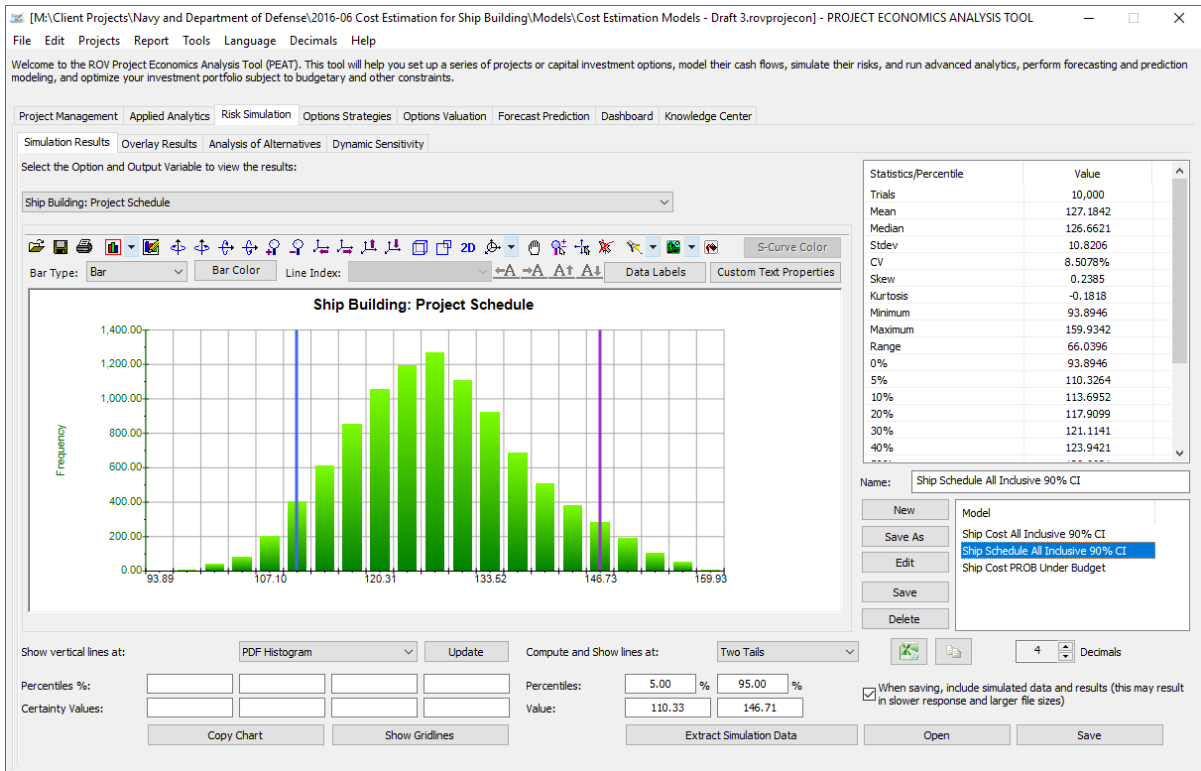 [M:\Client Projects\Navy and Department of Defense\2016-06 Cost Estimation for Ship Building\Models\Cost Estimation Models - Draft 3.rovprojecon] - PROJECT ECONOMICS ANALYSIS TOOL
File Edit Projects Report Tools Language Decimals Help
Welcome to the ROV Project Economics Analysis Tool (PEAT). This tool will help you set up a series of projects or capital investment options, model their cash flows, simulate their risks, and run advanced analytics, perform forecasting and prediction
modeling, and optimize your investment portfolio subject to budgetary and other constraints.
Project Management Applied Analytics Risk Simulation Options Strategies Options Valuation Forecast Prediction Dashboard Knowledge Center
Simulation Results Overlay Results Analysis of Alternatives Dynamic Sensitivity
Select the Option and Output Variable to view the results:
Ship Building: Project Schedule
2D S-Curve Color
Bar Type: Bar Bar Color Line Index: A A A A Data Labels Custom Text Properties
Ship Building: Project Schedule
Frequency
1,400.00
1,200.00
1,000.00
800.00
600.00
400.00
200.00
0.00
93.89 107.10 120.31 133.52 146.73 159.93
Statistics/Percentile Value
Trials 10,000
Mean 127.1842
Median 126.6621
Stdev 10.8206
CV 8.5078%
Skew 0.2385
Kurtosis -0.1818
Minimum 93.8946
Maximum 159.9342
Range 66.0396
0% 93.8946
5% 110.3264
10% 113.6952
20% 117.9099
30% 121.1141
40% 123.9421
Name: Ship Schedule All Inclusive 90% CI
New
Save As
Edit
Save
Delete
Model
Ship Cost All Inclusive 90% CI
Ship Schedule All Inclusive 90% CI
Ship Cost PROB Under Budget
Show vertical lines at: PDF Histogram Update Compute and Show lines at: Two Tails 4 Decimals
Percentiles %: Percentiles: 5.00 % 95.00 %
Certainty Values: Value: 110.33 146.71
When saving, include simulated data and results (this may result
in slower response and larger file sizes)
Copy Chart Show Gridlines Extract Simulation Data Open Save